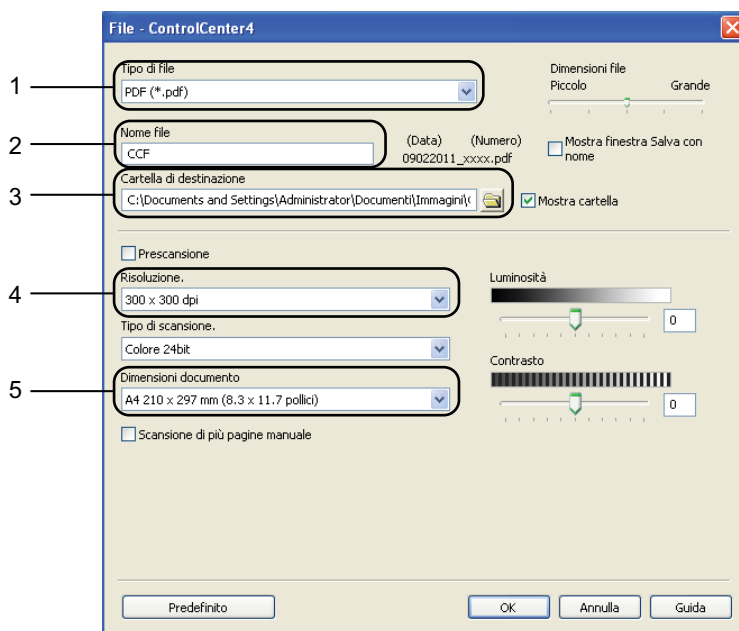 File - ControlCenter4
Tipo di file
Dimensioni file
1
PDF (*.pdf)
Piccolo
Grande
Nome file
2
CCF
(Data)
(Numero)
09022011_xxxx.pdf
Mostra finestra Salva con
nome
Cartella di destinazione
3
C:\Documents and Settings\Administrator\Documenti\Immagini\
Mostra cartella
Prescansione
Risoluzione.
Luminosità
4
300 x 300 dpi
0
Tipo di scansione.
Colore 24bit
Contrasto
Dimensioni documento
5
A4 210 x 297 mm (8.3 x 11.7 pollici)
0
Scansione di più pagine manuale
Predefinito
OK
Annulla
Guida